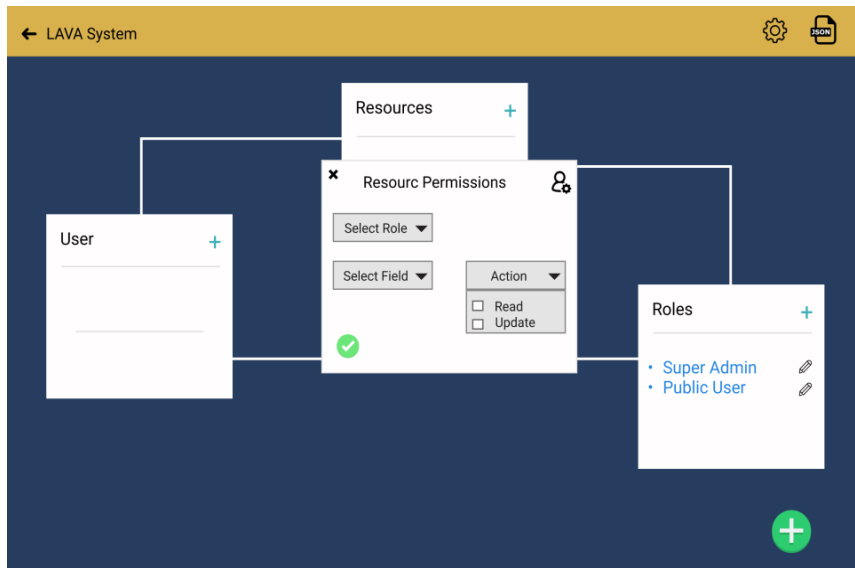 LAVA System
JSON
Resources
Resourc Permissions
Select Role
Select Field
Action
Read
Update
User
Roles
Super Admin
Public User